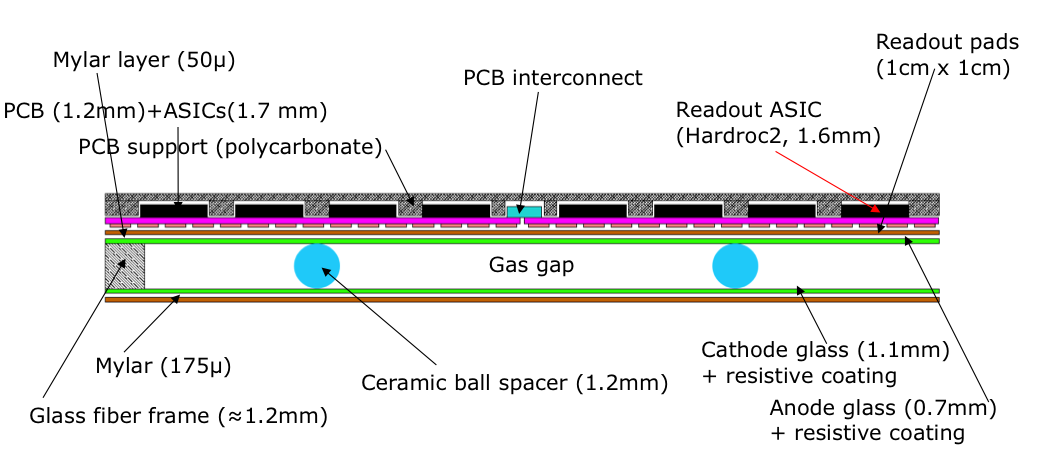 Readout pads
(1cm x 1cm)
Mylar layer (50µ)
PCB interconnect
PCB (1.2mm)+ASICs(1.7 mm)
Readout ASIC
(Hardroc2, 1.6mm)
PCB support (polycarbonate)
Gas gap
Mylar (175µ)
Cathode glass (1.1mm)
+ resistive coating
Ceramic ball spacer (1.2mm)
Glass fiber frame (≈1.2mm)
Anode glass (0.7mm)
+ resistive coating